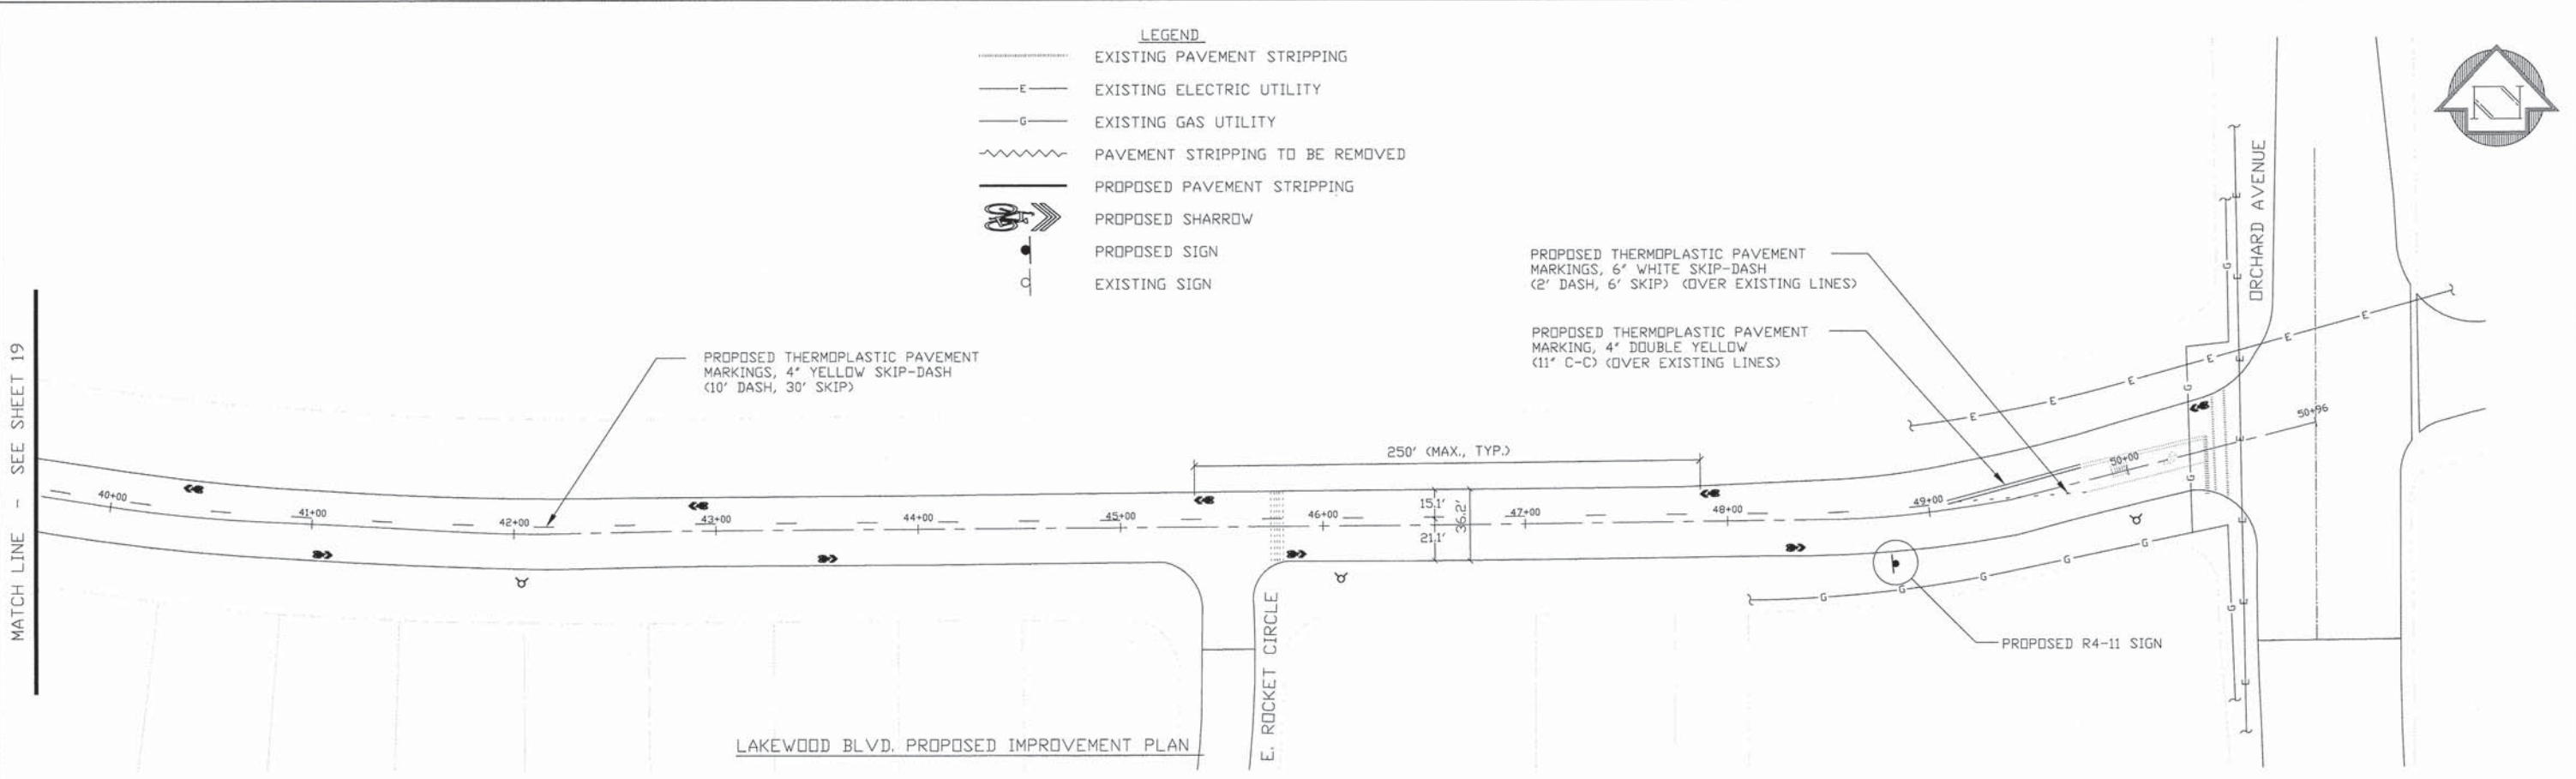 LEGEND
EXISTING PAVEMENT STRIPPING
E EXISTING ELECTRIC UTILITY
G EXISTING GAS UTILITY
PAVEMENT STRIPPING TO BE REMOVED
PROPOSED PAVEMENT STRIPPING
PROPOSED SHARROW
PROPOSED SIGN
EXISTING SIGN
N
MATCH LINE - SEE SHEET 19
PROPOSED THERMOPLASTIC PAVEMENT
MARKINGS, 4" YELLOW SKIP-DASH
(10' DASH, 30' SKIP)
PROPOSED THERMOPLASTIC PAVEMENT
MARKINGS, 6" WHITE SKIP-DASH
(2' DASH, 6' SKIP) (OVER EXISTING LINES)
PROPOSED THERMOPLASTIC PAVEMENT
MARKING, 4" DOUBLE YELLOW
(11" C-C) (OVER EXISTING LINES)
ORCHARD AVENUE
250' (MAX., TYP.)
15.1'
21.1'
36.2'
40+00
41+00
42+00
43+00
44+00
45+00
46+00
47+00
48+00
49+00
50+00
50+96
E E E E E E
E E E E E E
G G G G
G G G G G
PROPOSED R4-11 SIGN
E. ROCKET CIRCLE
LAKEWOOD BLVD. PROPOSED IMPROVEMENT PLAN